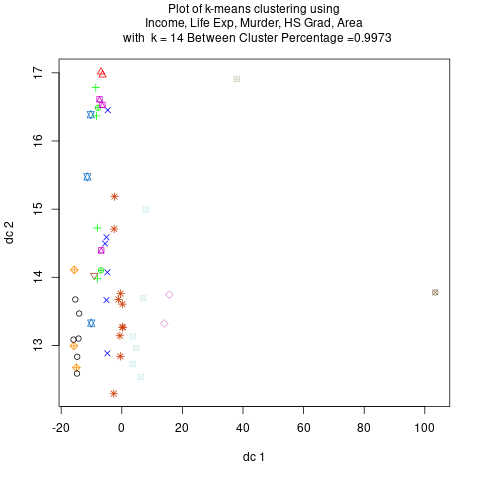 Plot of k-means clustering using
Income, Life Exp, Murder, HS Grad, Area
with k = 14 Between Cluster Percentage =0.9973
dc 2
17
16
15
14
13
-20 0 20 40 60 80 100
dc 1